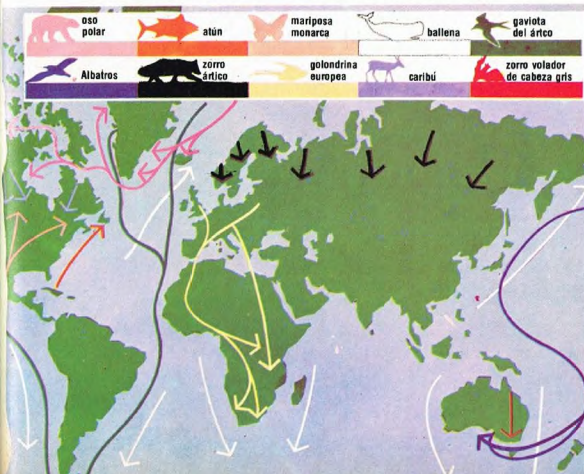 oso
polar
atún
mariposa
monarca
ballena
gaviota
del ártco
Albatros
zorro
ártico
golondrina
europea
caribú
zorro volador
de cabeza gris